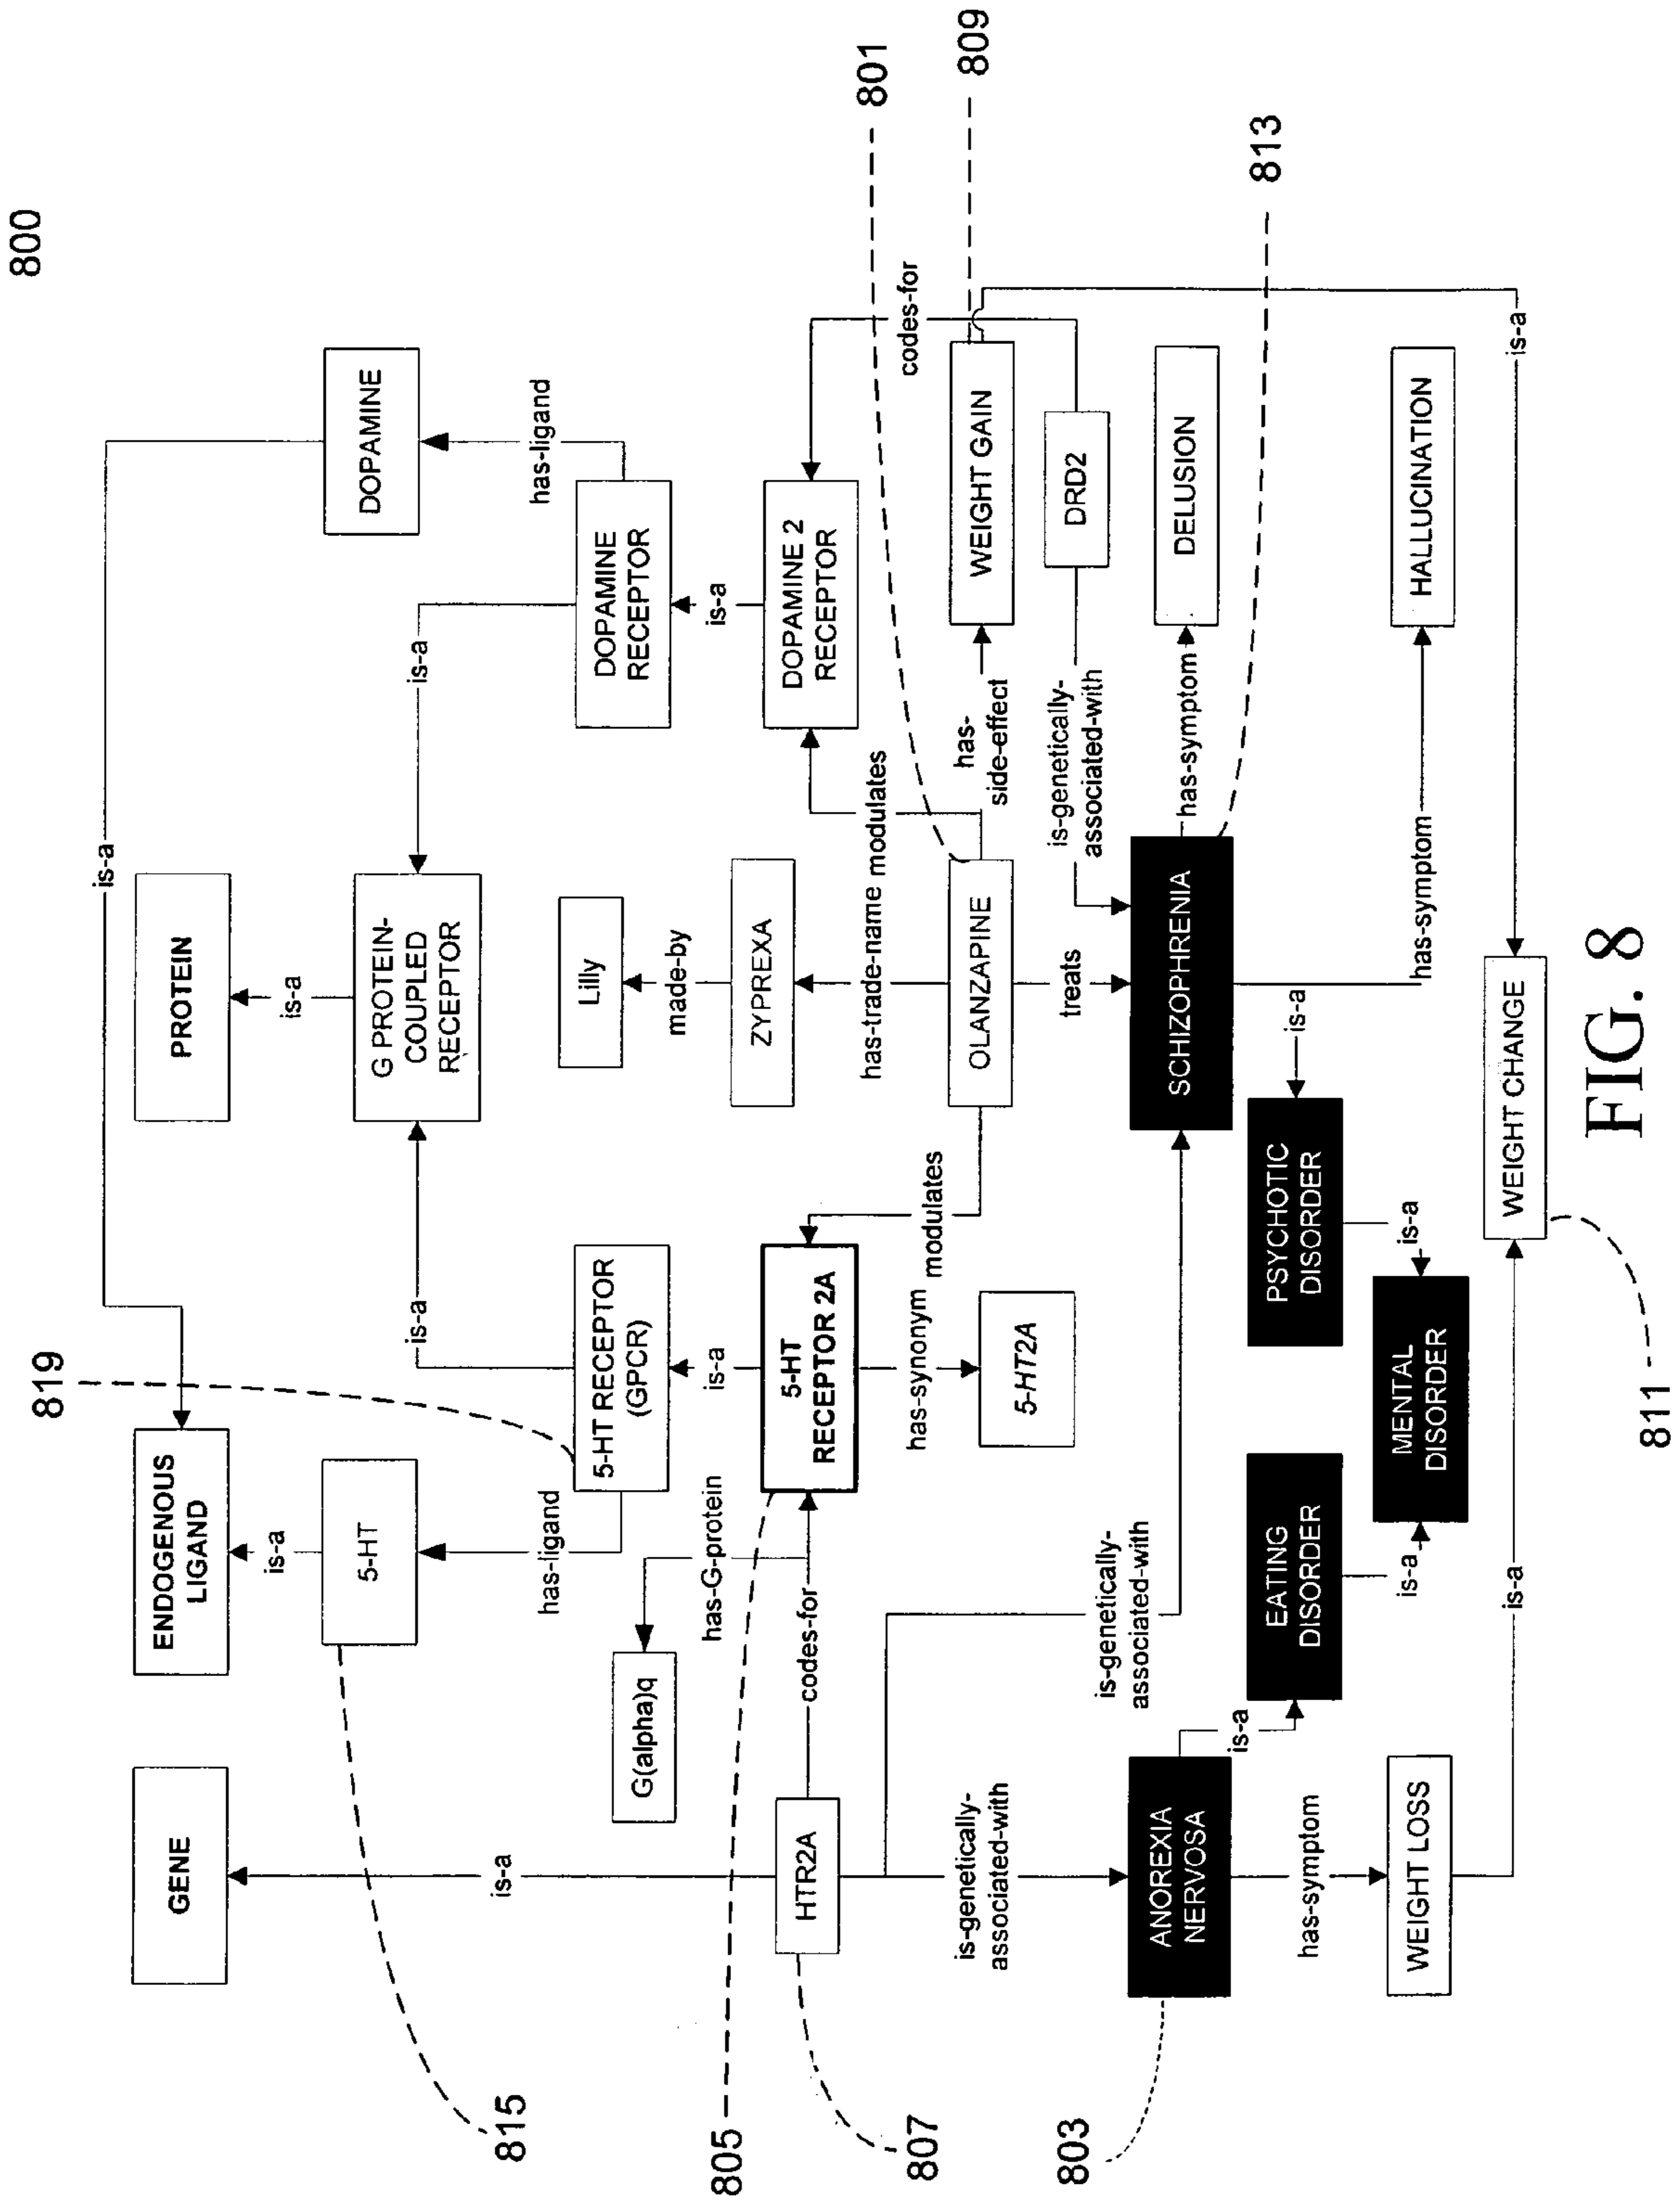 800
819
is-a
GENE
ENDOGENOUS
LIGAND
PROTEIN
is-a
is-a
815
5-HT
G PROTEIN-
COUPLED
RECEPTOR
DOPAMINE
is-a
is-a
is-a
has-ligand
has-ligand
G(alpha)q
5-HT RECEPTOR
(GPCR)
Lilly
DOPAMINE
RECEPTOR
has-G-protein
is-a
made-by
is-a
805
HTR2A
codes-for
5-HT
RECEPTOR 2A
ZYPREXA
DOPAMINE 2
RECEPTOR
801
807
has-synonym
modulates
has-trade-name
modulates
codes-for
809
is-genetically-
associated-with
5-HT2A
OLANZAPINE
has-
side-effect
WEIGHT GAIN
803
is-genetically-
associated-with
treats
is-genetically-
associated-with
DRD2
ANOREXIA
NERVOSA
SCHIZOPHRENIA
has-symptom
DELUSION
813
is-a
EATING
DISORDER
PSYCHOTIC
DISORDER
is-a
has-symptom
is-a
is-a
has-symptom
WEIGHT LOSS
MENTAL
DISORDER
HALLUCINATION
is-a
WEIGHT CHANGE
is-a
811
FIG. 8